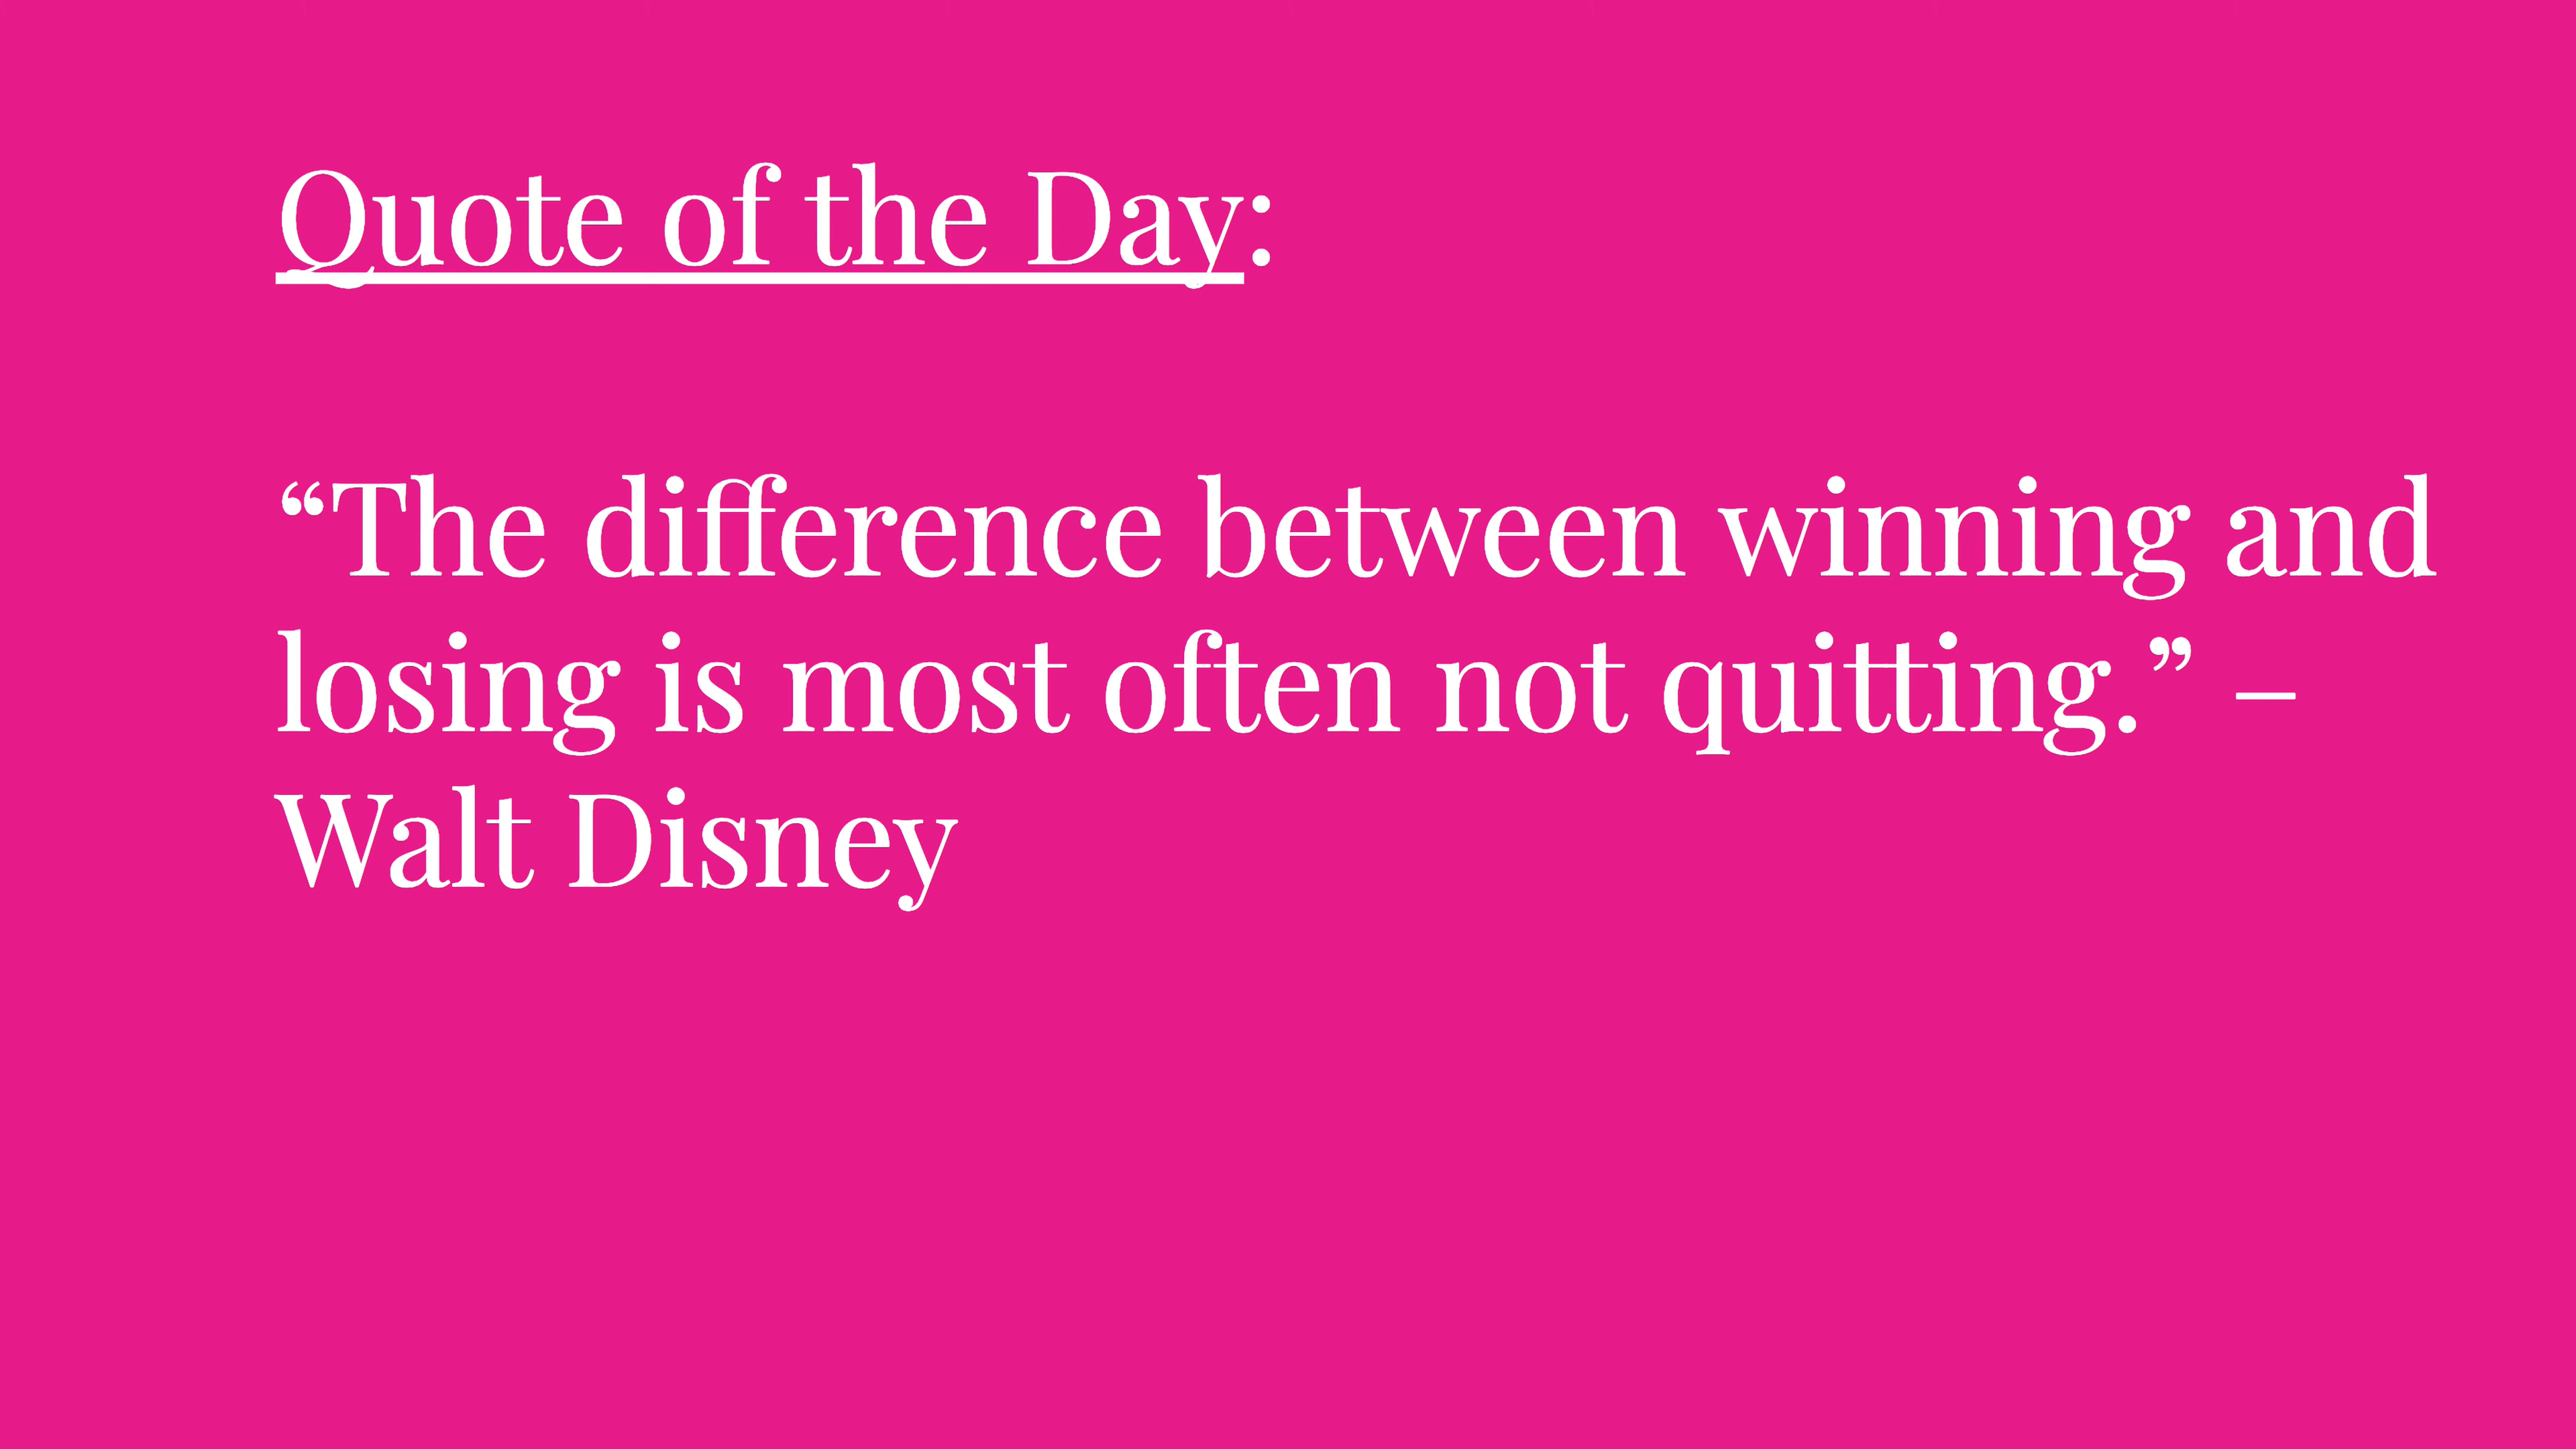 Quote of the Day:
“The difference between winning and
losing is most often not quitting.” –
Walt Disney